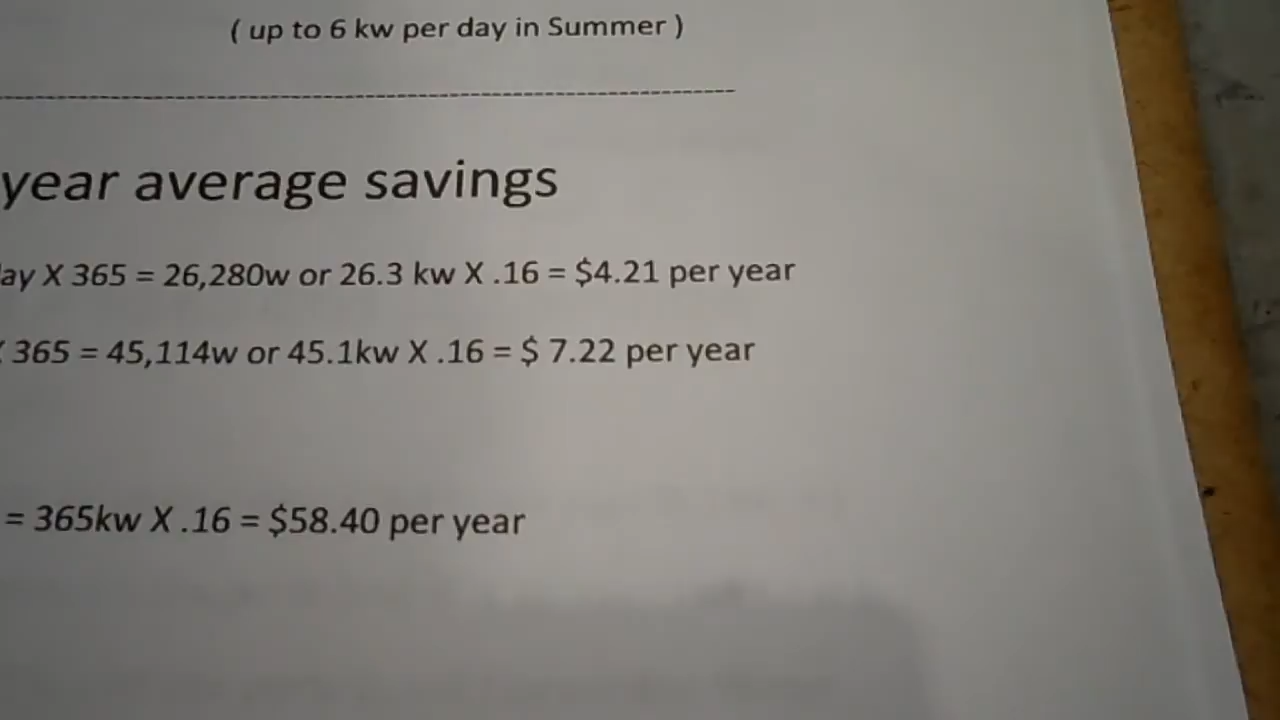 ( up to 6 kw per day in Summer )
--------------------------------------------------------------------------------
year average savings
ay X 365 = 26,280w or 26.3 kw X .16 = $4.21 per year
365 = 45,114w or 45.1kw X .16 = $ 7.22 per year
= 365kw X .16 = $58.40 per year